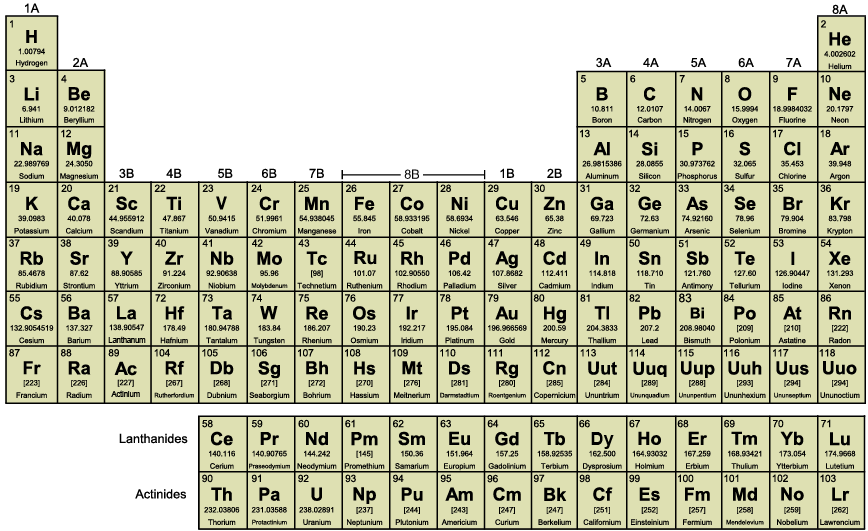 1A 8A
1 2
H He
1.00794 4.002602
Hydrogen 2A 3A 4A 5A 6A 7A Helium
3 4 5 6 7 8 9 10
Li Be B C N O F Ne
6.941 9.012182 10.811 12.0107 14.0067 15.9994 18.9984032 20.1797
Lithium Beryllium Boron Carbon Nitrogen Oxygen Fluorine Neon
11 12 13 14 15 16 17 18
Na Mg Al Si P S Cl Ar
22.989769 24.3050 26.9815386 28.0855 30.973762 32.065 35.453 39.948
Sodium Magnesium 3B 4B 5B 6B 7B 8B 1B 2B Aluminum Silicon Phosphorus Sulfur Chlorine Argon
19 20 21 22 23 24 25 26 27 28 29 30 31 32 33 34 35 36
K Ca Sc Ti V Cr Mn Fe Co Ni Cu Zn Ga Ge As Se Br Kr
39.0983 40.078 44.955912 47.867 50.9415 51.9961 54.938045 55.845 58.933195 58.6934 63.546 65.38 69.723 72.63 74.92160 78.96 79.904 83.798
Potassium Calcium Scandium Titanium Vanadium Chromium Manganese Iron Cobalt Nickel Copper Zinc Gallium Germanium Arsenic Selenium Bromine Krypton
37 38 39 40 41 42 43 44 45 46 47 48 49 50 51 52 53 54
Rb Sr Y Zr Nb Mo Tc Ru Rh Pd Ag Cd In Sn Sb Te I Xe
85.4678 87.62 88.90585 91.224 92.90638 95.96 [98] 101.07 102.90550 106.42 107.8682 112.411 114.818 118.710 121.760 127.60 126.90447 131.293
Rubidium Strontium Yttrium Zirconium Niobium Molybdenum Technetium Ruthenium Rhodium Palladium Silver Cadmium Indium Tin Antimony Tellurium Iodine Xenon
55 56 57 72 73 74 75 76 77 78 79 80 81 82 83 84 85 86
Cs Ba La Hf Ta W Re Os Ir Pt Au Hg Tl Pb Bi Po At Rn
132.9054519 137.327 138.90547 178.49 180.94788 183.84 186.207 190.23 192.217 195.084 196.966569 200.59 204.3833 207.2 208.98040 [209] [210] [222]
Cesium Barium Lanthanum Hafnium Tantalum Tungsten Rhenium Osmium Iridium Platinum Gold Mercury Thallium Lead Bismuth Polonium Astatine Radon
87 88 89 104 105 106 107 108 109 110 111 112 113 114 115 116 117 118
Fr Ra Ac Rf Db Sg Bh Hs Mt Ds Rg Cn Uut Uuq Uup Uuh Uus Uuo
[223] [226] [227] [267] [268] [271] [272] [270] [276] [281] [280] [285] [284] [289] [288] [293] [294] [294]
Francium Radium Actinium Rutherfordium Dubnium Seaborgium Bohrium Hassium Meitnerium Darmstadtium Roentgenium Copernicium Ununtrium Ununquadium Ununpentium Ununhexium Ununseptium Ununoctium
58 59 60 61 62 63 64 65 66 67 68 69 70 71
Lanthanides Ce Pr Nd Pm Sm Eu Gd Tb Dy Ho Er Tm Yb Lu
140.116 140.90765 144.242 [145] 150.36 151.964 157.25 158.92535 162.500 164.93032 167.259 168.93421 173.054 174.9668
Cerium Praseodymium Neodymium Promethium Samarium Europium Gadolinium Terbium Dysprosium Holmium Erbium Thulium Ytterbium Lutetium
90 91 92 93 94 95 96 97 98 99 100 101 102 103
Actinides Th Pa U Np Pu Am Cm Bk Cf Es Fm Md No Lr
232.03806 231.03588 238.02891 [237] [244] [243] [247] [247] [251] [252] [257] [258] [259] [262]
Thorium Protactinium Uranium Neptunium Plutonium Americium Curium Berkelium Californium Einsteinium Fermium Mendelevium Nobelium Lawrencium